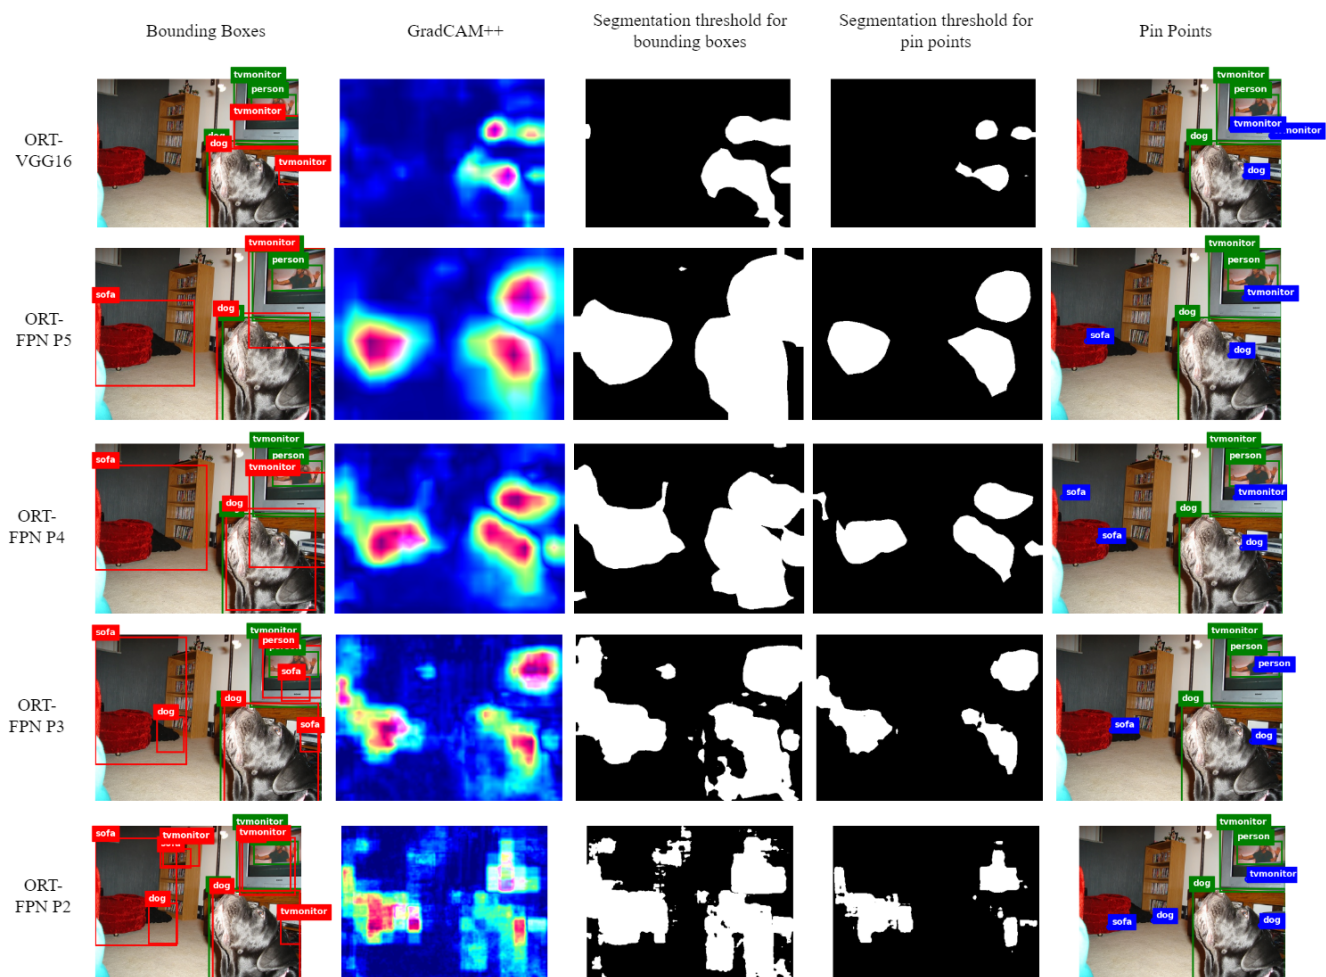 Bounding Boxes
GradCAM++
Segmentation threshold for
bounding boxes
Segmentation threshold for
pin points
Pin Points
ORT-
VGG16
tvmonitor
person
tvmonitor
dog
dog
tvmonitor
tvmonitor
person
tvmonitor
monitor
dog
dog
ORT-
FPN P5
tvmonitor
person
sofa
dog
tvmonitor
person
tvmonitor
dog
sofa
dog
ORT-
FPN P4
tvmonitor
person
sofa
tvmonitor
dog
tvmonitor
person
sofa
tvmonitor
dog
sofa
dog
ORT-
FPN P3
sofa
tvmonitor
person
person
sofa
dog
dog
sofa
tvmonitor
person
person
dog
sofa
dog
ORT-
FPN P2
sofa
tvmonitor
sofa
tvmonitor
tvmonitor
dog
dog
tvmonitor
tvmonitor
person
tvmonitor
dog
sofa
dog
dog